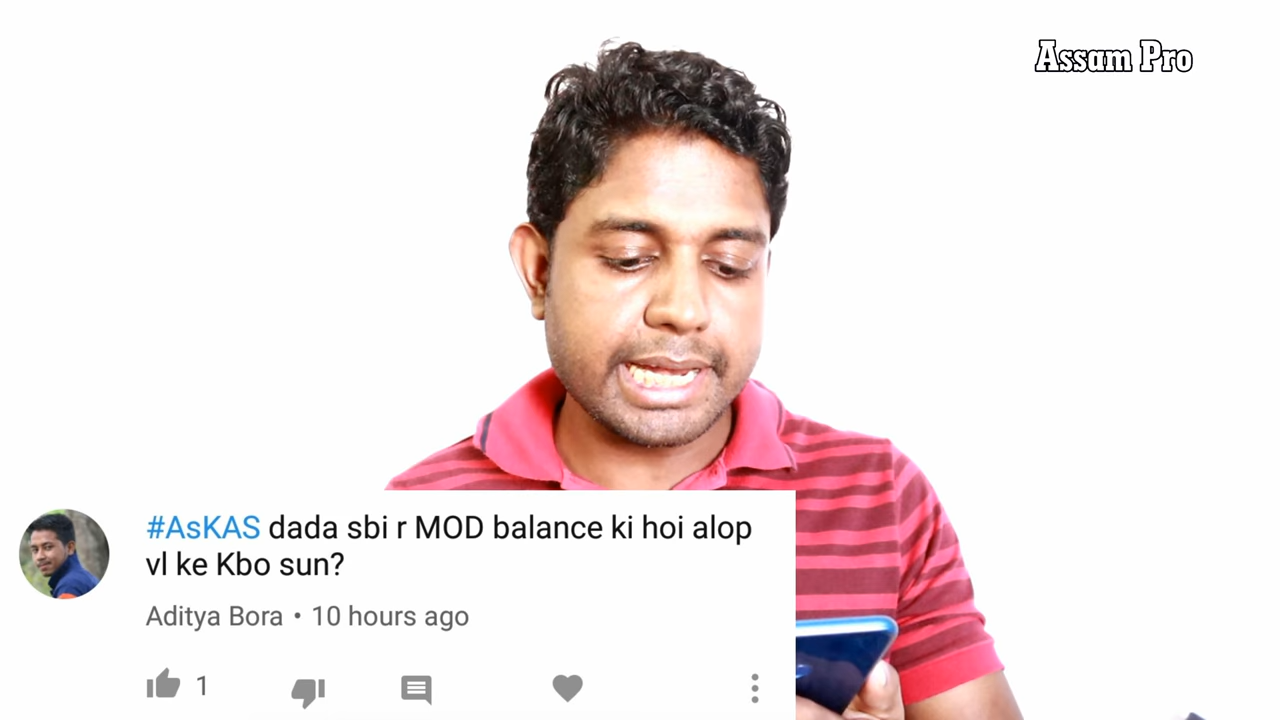 Assam Pro
#AsKAS dada sbi r MOD balance ki hoi alop
vl ke Kbo sun?
Aditya Bora • 10 hours ago
1